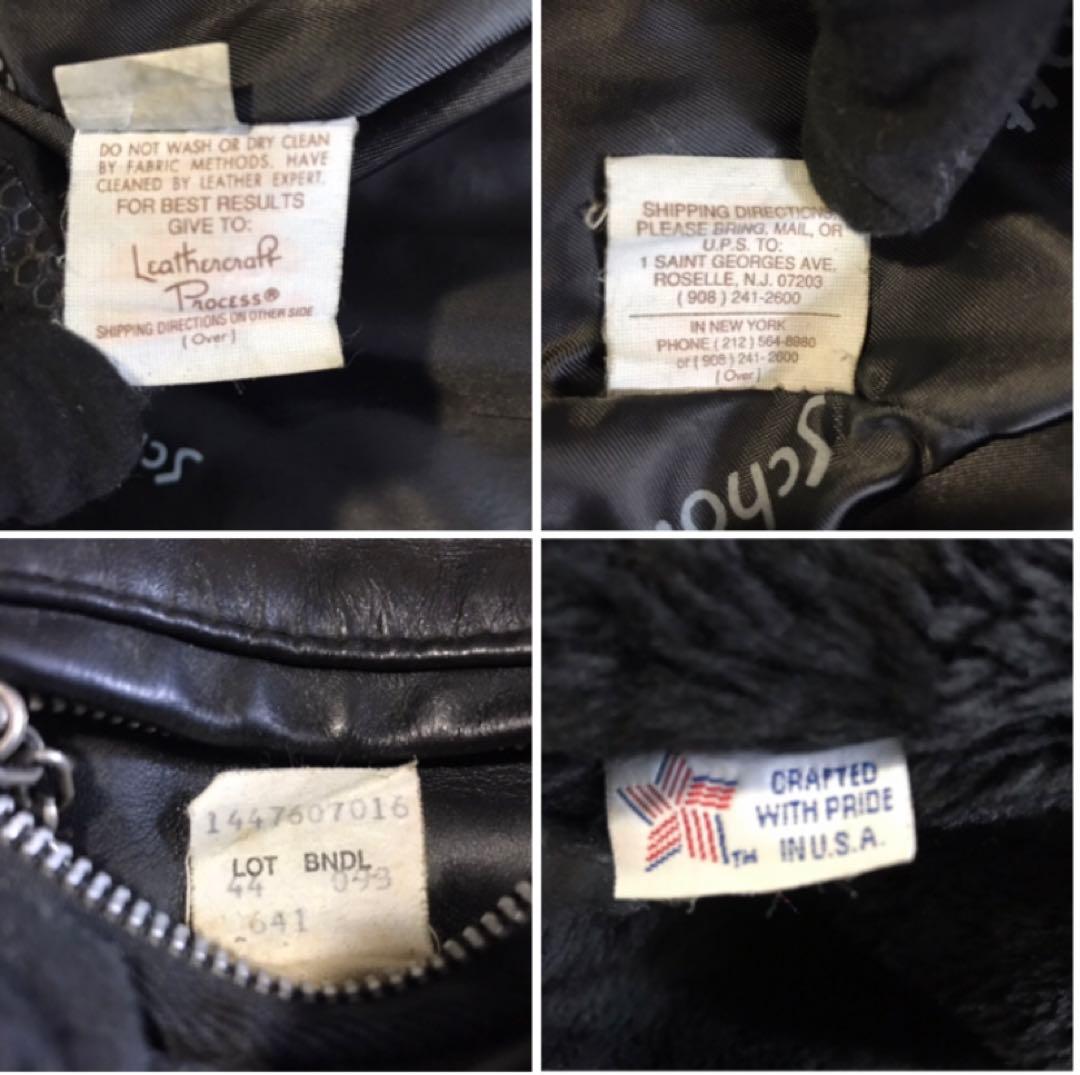 DO NOT WASH OR DRY CLEAN
BY FABRIC METHODS. HAVE
CLEANED BY LEATHER EXPERT.
FOR BEST RESULTS
GIVE TO:
Leathercraft
Process®
SHIPPING DIRECTIONS ON OTHER SIDE
(Over)
Sc
SHIPPING DIRECTIONS
PLEASE BRING, MAIL, OR
U.P.S. TO:
1 SAINT GEORGES AVE.
ROSELLE, N.J. 07203
(908) 241-2600
IN NEW YORK
PHONE (212) 564-8980
or (908) 241-2600
(Over)
Scho
1447607016
LOT BNDL
44 093
641
CRAFTED
WITH PRIDE
IN U.S.A.
TM